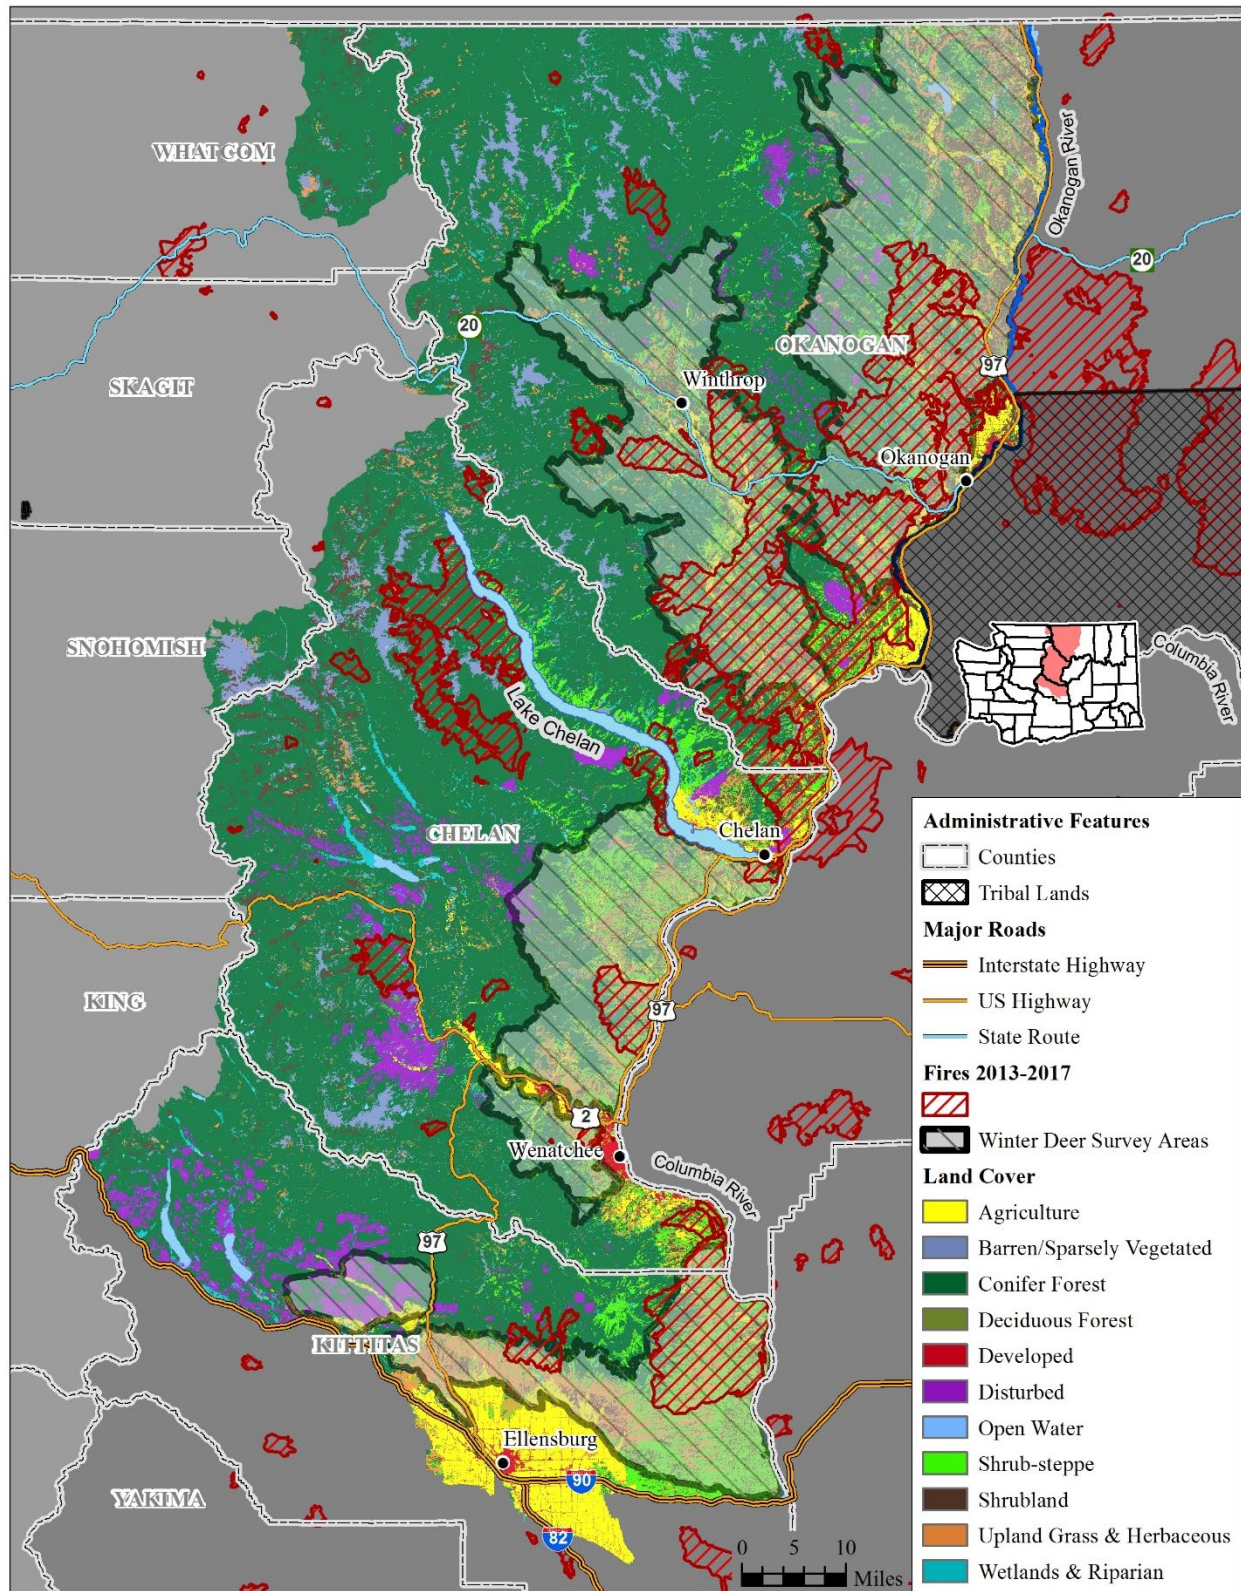 WHATCOM
Okanogan River
20
SKAGIT
20
OKANOGAN
97
Winthrop
Okanogan
SNOHOMISH
Columbia River
Lake Chelan
CHELAN
Chelan
KING
97
2
Wenatchee
Columbia River
97
KITTITAS
Ellensburg
90
YAKIMA
82
0 5 10
Miles
Administrative Features
Counties
Tribal Lands
Major Roads
Interstate Highway
US Highway
State Route
Fires 2013-2017
Winter Deer Survey Areas
Land Cover
Agriculture
Barren/Sparsely Vegetated
Conifer Forest
Deciduous Forest
Developed
Disturbed
Open Water
Shrub-steppe
Shrubland
Upland Grass & Herbaceous
Wetlands & Riparian